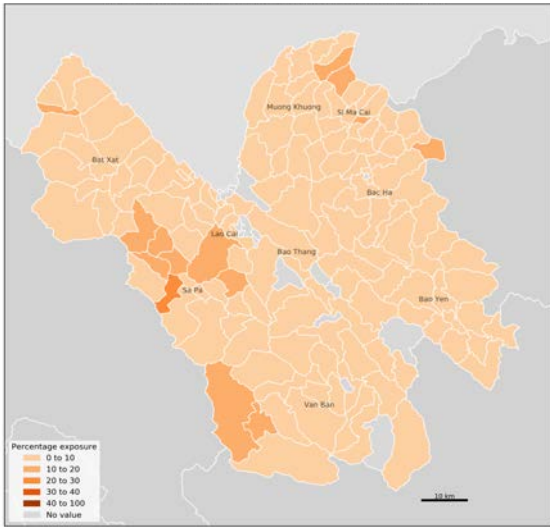 Muong Khuong
Si Ma Cai
Bat Xat
Bac Ha
Lao Cai
Bao Thang
Sa Pa
Bao Yen
Van Ban
Percentage exposure
0 to 10
10 to 20
20 to 30
30 to 40
40 to 100
No value
10 km